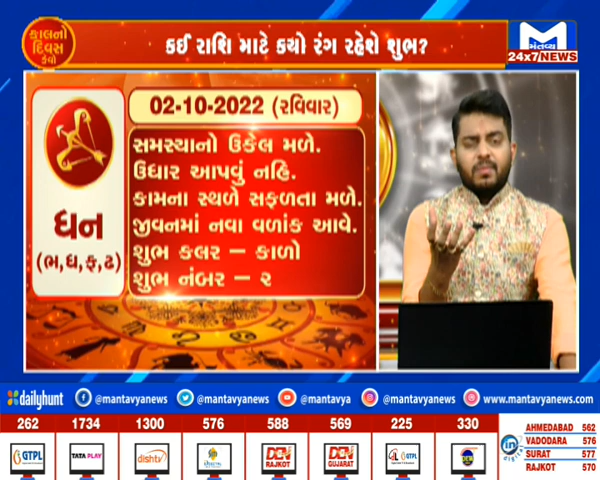 કાલનો
દિવસ
કેવો
કઈ રાશિ માટે કયો રંગ રહેશે શુભ?
મંતવ્ય
24x7 NEWS
02-10-2022 (રવિવાર)
ધન
(ભ,ધ,ફ,ઢ)
સમસ્યાનો ઉકેલ મળે.
ઉધાર આપવું નહિ.
કામના સ્થળે સફળતા મળે.
જીવનમાં નવા વળાંક આવે.
શુભ કલર – કાળો
શુભ નંબર – ૨
dailyhunt @mantavyanews @mantavyanews @mantavya @mantavyanews www.mantavyanews.com
262 1734 1300 576 588 569 225 330
GTPL TATA PLAY dishtv DEN RAJKOT DEN GUJARAT
in digital
AHMEDABAD 562
VADODARA 576
SURAT 577
RAJKOT 570